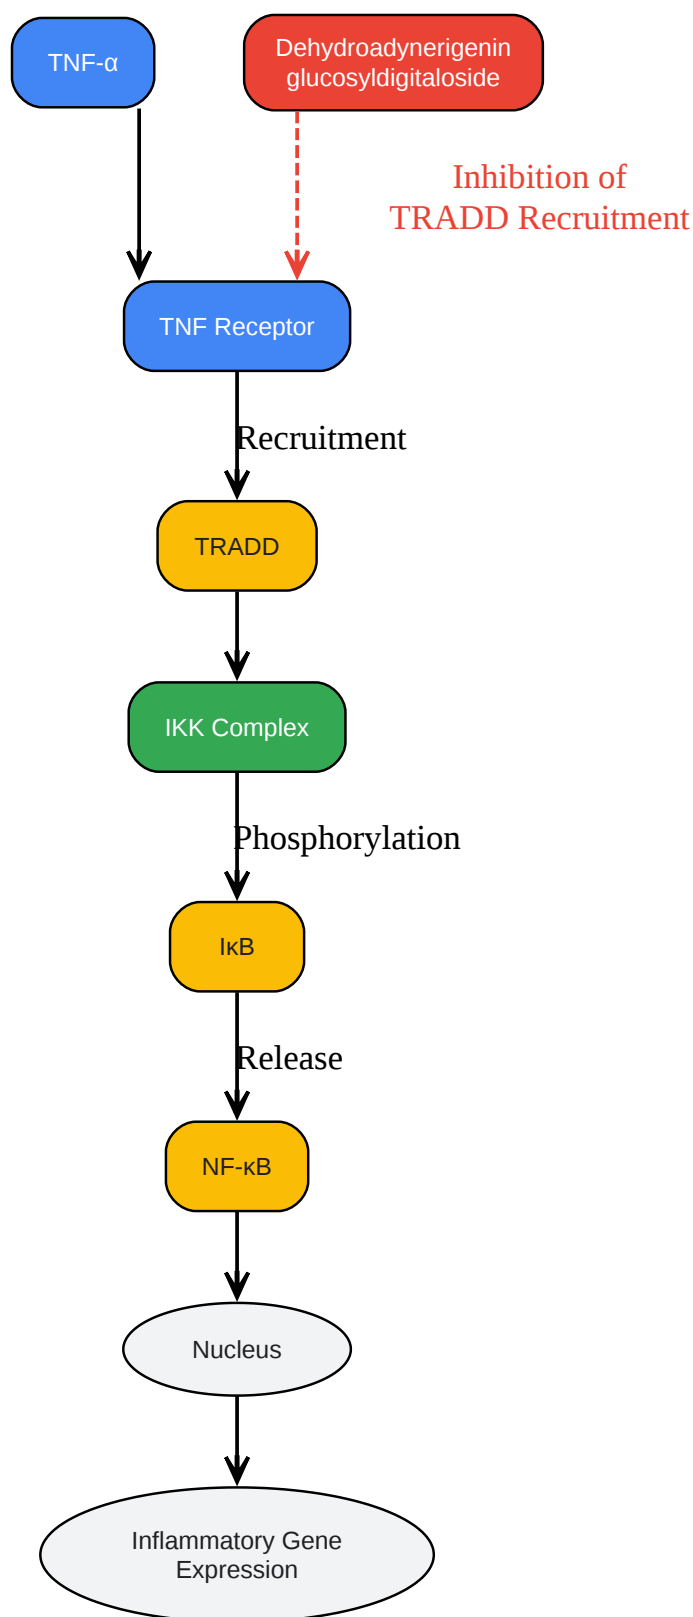 TNF-α
Dehydroadynerigenin
glucosyldigitaloside
Inhibition of
TRADD Recruitment
TNF Receptor
Recruitment
TRADD
IKK Complex
Phosphorylation
IκB
Release
NF-κB
Nucleus
Inflammatory Gene
Expression